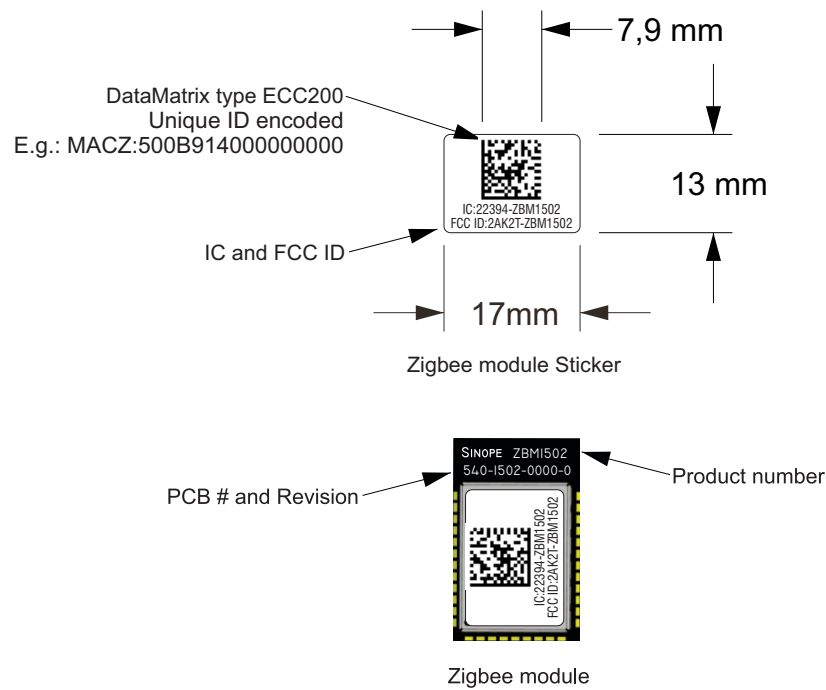 7,9 mm
DataMatrix type ECC200
Unique ID encoded
E.g.: MACZ:500B914000000000
13 mm
IC:22394-ZBM1502
FCC ID:2AK2T-ZBM1502
IC and FCC ID
17mm
Zigbee module Sticker
SINOPE ZBM1502
540-1502-0000-0
Product number
PCB # and Revision
IC:22394-ZBM1502
FCC ID:2AK2T-ZBM1502
Zigbee module